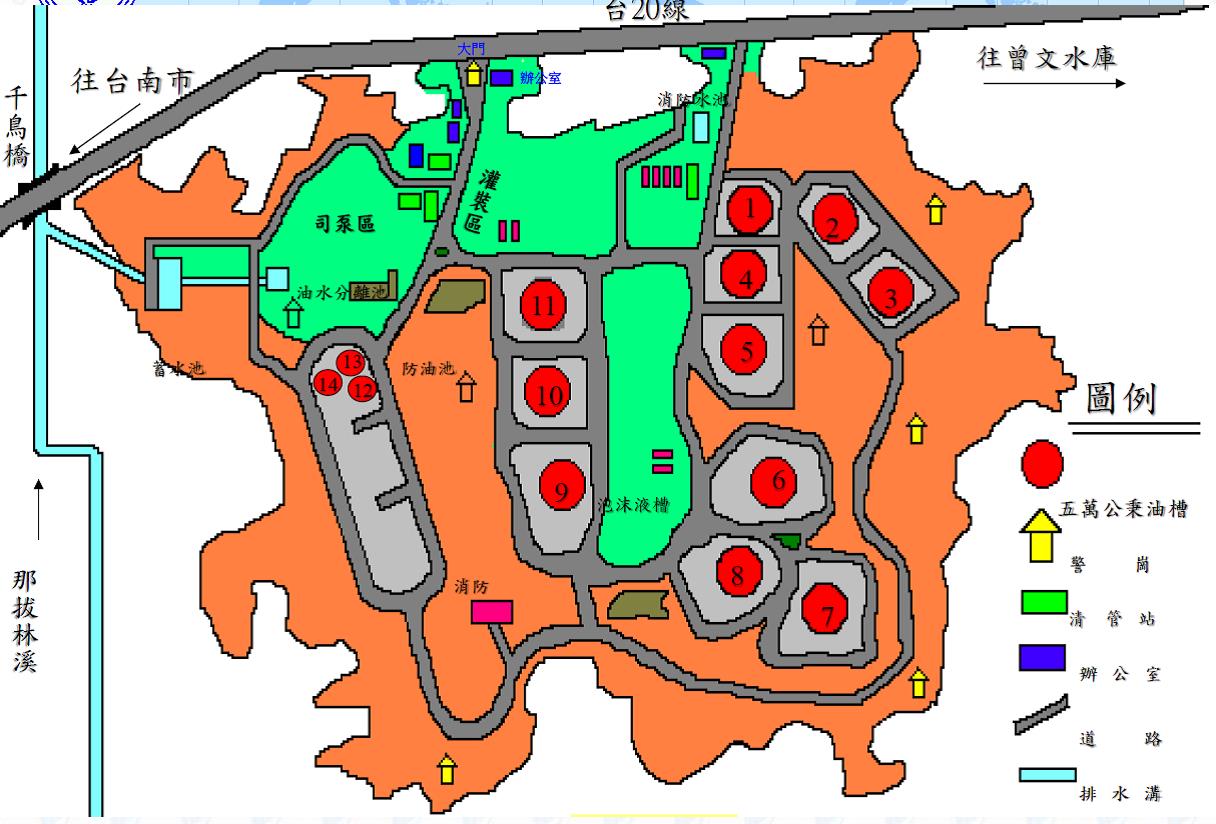 台20線
大門
辦公室
往曾文水庫
往台南市
千鳥橋
消防水池
灌裝區
司泵區
1
2
3
4
5
油水分離池
11
13
14
12
防油池
蓄水池
10
圖例
6
9
泡沫液槽
五萬公秉油槽
警崗
8
消防
7
清管站
那拔林溪
辦公室
道路
排水溝